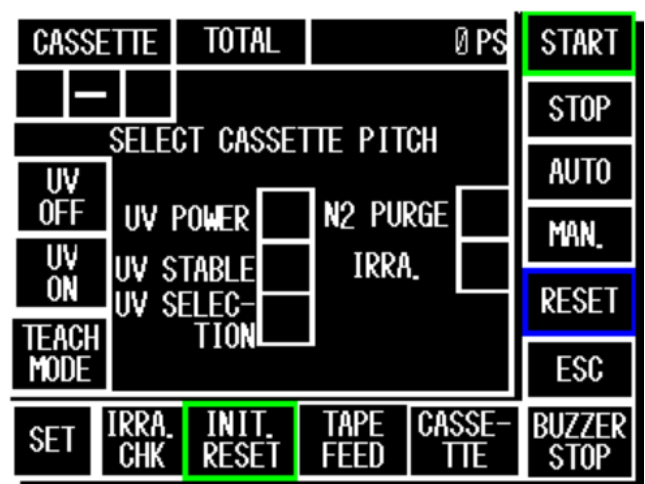 CASSETTE TOTAL 0 PS START
–
SELECT CASSETTE PITCH
STOP
UV
OFF
UV POWER
N2 PURGE
AUTO
UV
ON
UV STABLE
IRRA.
MAN.
UV SELEC-
TION
RESET
TEACH
MODE
ESC
SET
IRRA.
CHK
INIT.
RESET
TAPE
FEED
CASSE-
TTE
BUZZER
STOP